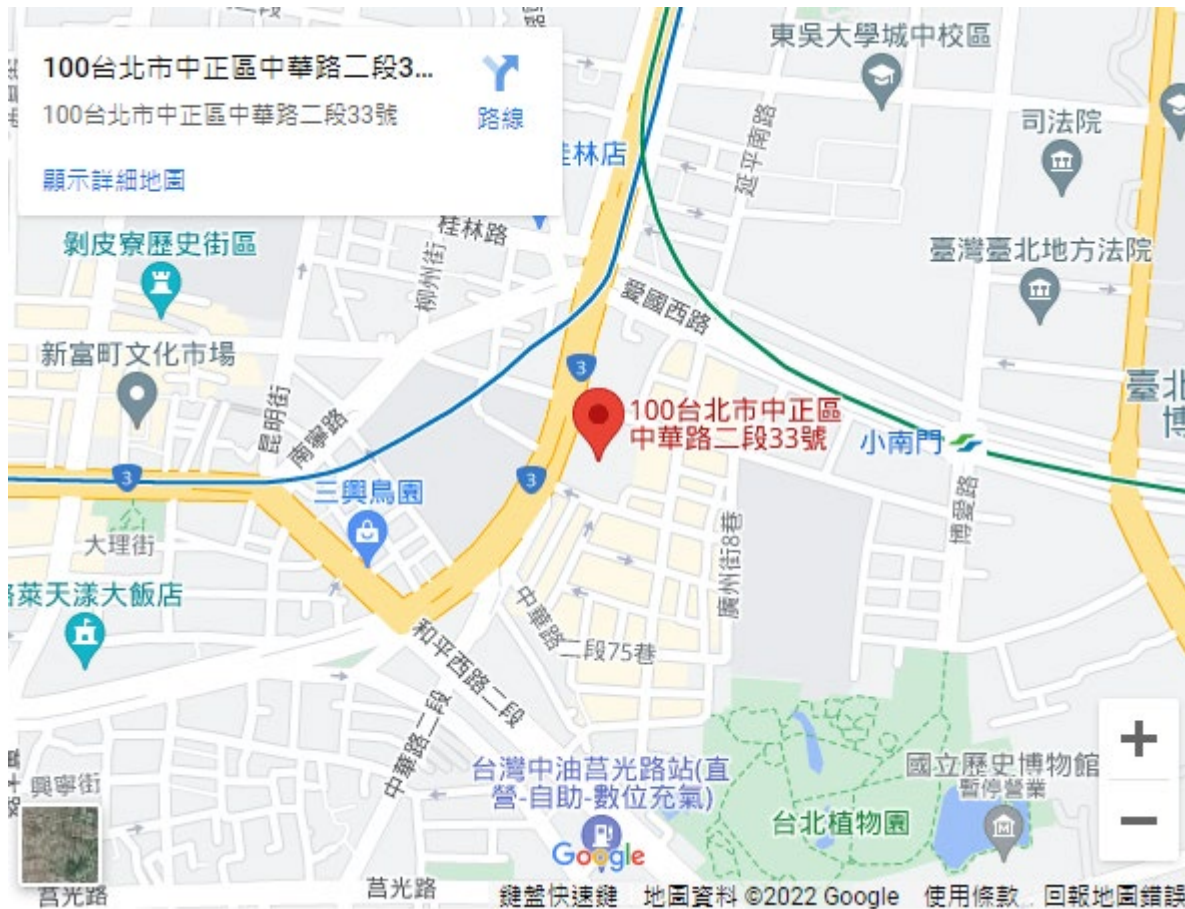 100台北市中正區中華路二段3...
100台北市中正區中華路二段33號
路線
顯示詳細地圖
東吳大學城中校區
司法院
延平南路
桂林店
桂林路
剝皮寮歷史街區
柳州街
臺灣臺北地方法院
愛國西路
新富町文化市場
3
昆明街
南寧路
100台北市中正區
中華路二段33號
小南門
臺北
博
3
3
三興鳥園
博愛路
大理街
廣州街8巷
萊天漾大飯店
中華路二段75巷
和平西路二段
中華路二段
台灣中油莒光路站(直
營-自助-數位充氣)
國立歷史博物館
暫停營業
興寧街
台北植物園
+
−
Google
莒光路
莒光路
鍵盤快速鍵
地圖資料 ©2022 Google
使用條款
回報地圖錯誤